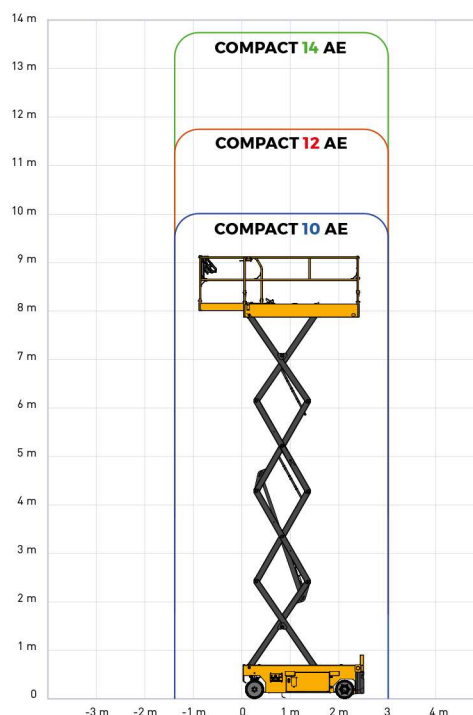 14 m
COMPACT 14 AE
13 m
12 m
COMPACT 12 AE
11 m
10 m
COMPACT 10 AE
9 m
8 m
7 m
6 m
5 m
4 m
3 m
2 m
1 m
0
-3 m -2 m -1 m 0 1 m 2 m 3 4 m